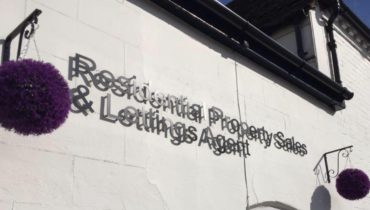 Residential Property Sales
& Lettings Agent